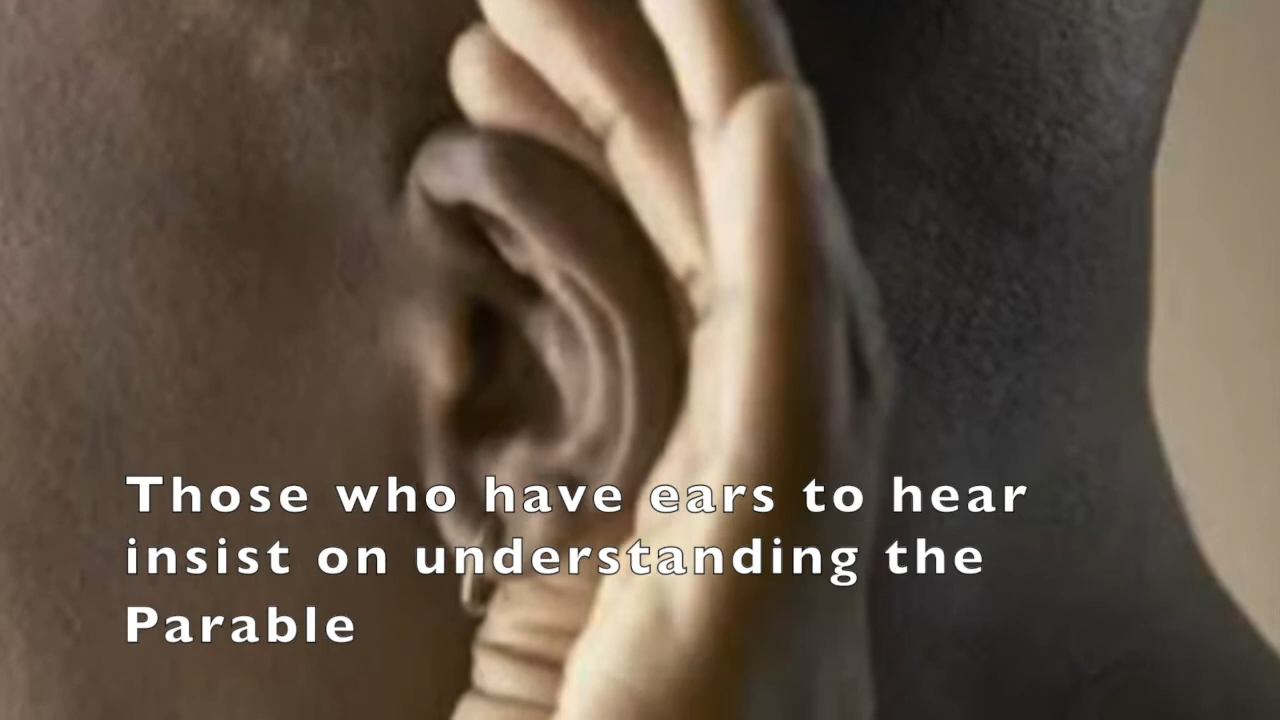 Those who have ears to hear
insist on understanding the
Parable